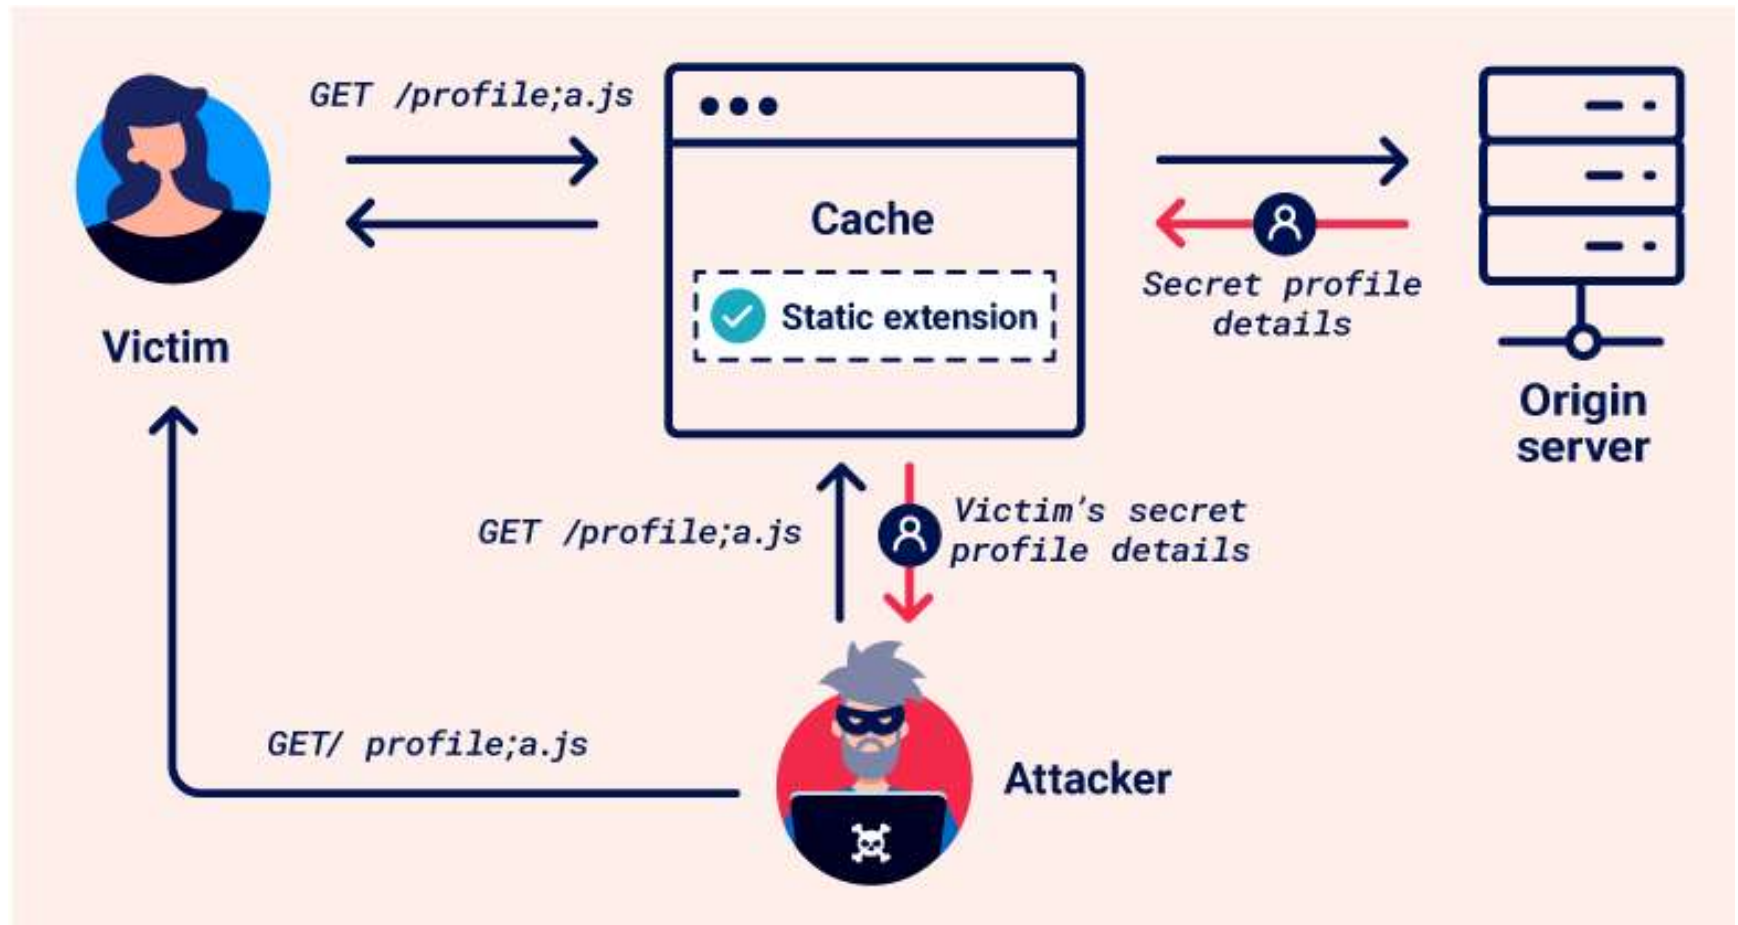 GET /profile;a.js
Cache
Static extension
Secret profile
details
Victim
Origin
server
GET /profile;a.js
Victim's secret
profile details
GET/ profile;a.js
Attacker